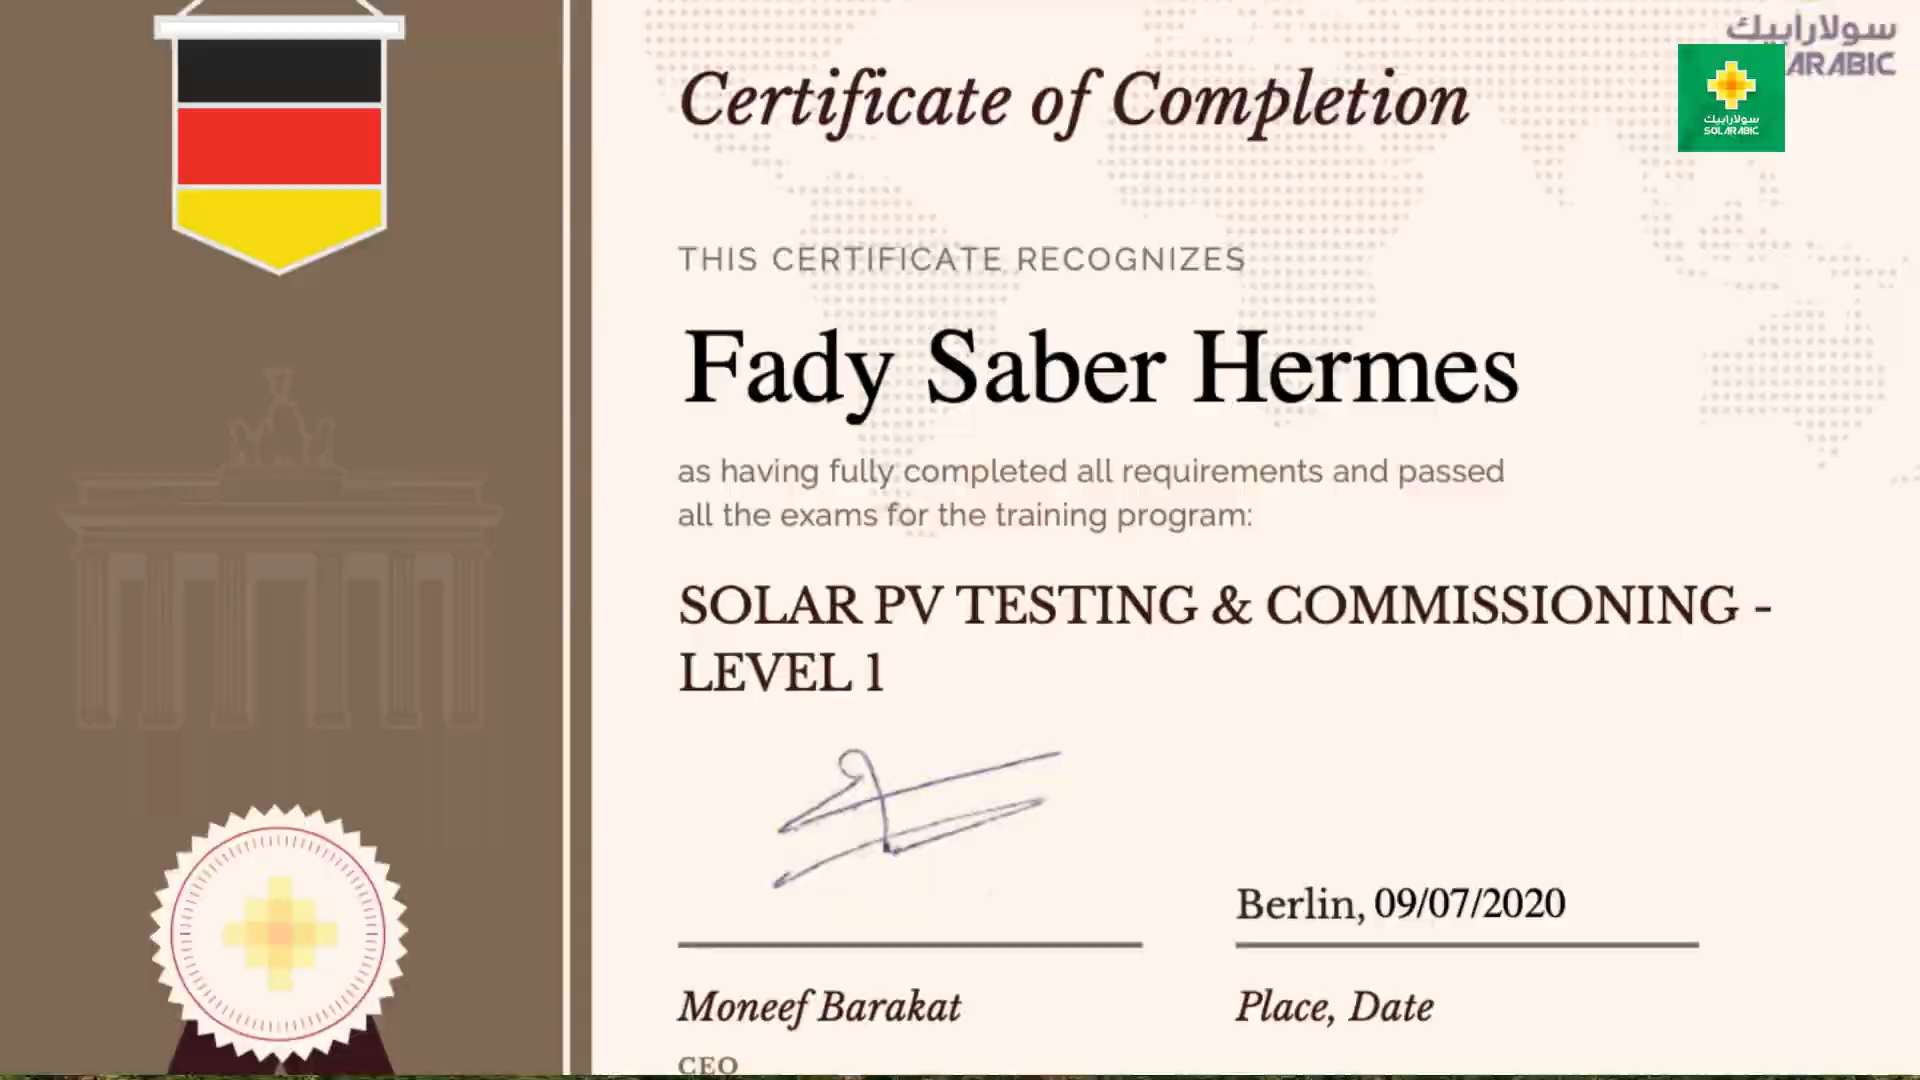 سولارابيك
ARABIC
سولارابيك
SOLARABIC
Certificate of Completion
THIS CERTIFICATE RECOGNIZES
Fady Saber Hermes
as having fully completed all requirements and passed
all the exams for the training program:
SOLAR PV TESTING & COMMISSIONING -
LEVEL 1
Berlin, 09/07/2020
Moneef Barakat
Place, Date
CEO